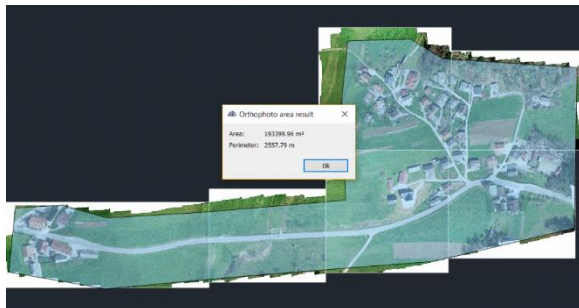 Orthophoto area result
Area: 193399.96 m²
Perimeter: 2557.79 m
Ok